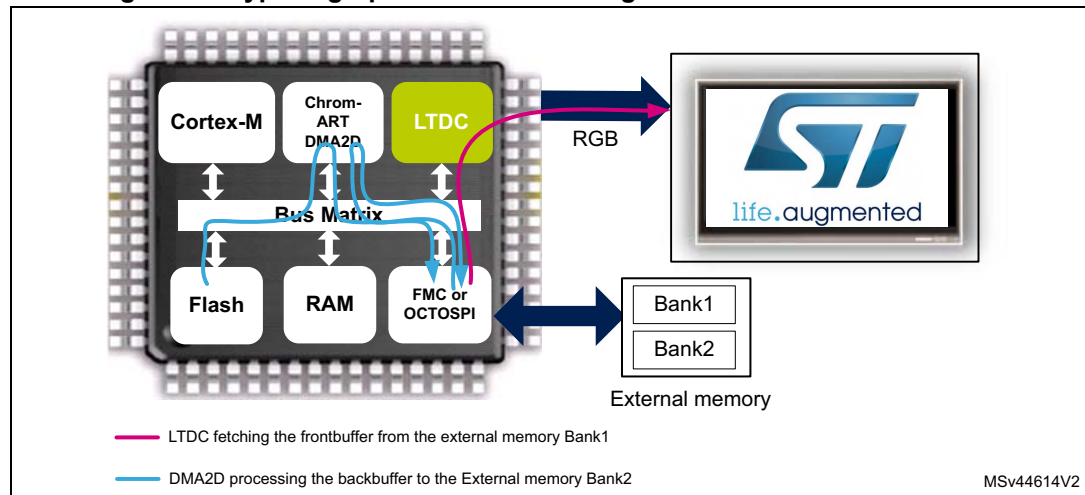 Cortex-M
Chrom-
ART
DMA2D
LTDC
RGB
ST
life.augmented
Bus Matrix
Flash
RAM
FMC or
OCTOSPI
Bank1
Bank2
External memory
LTDC fetching the frontbuffer from the external memory Bank1
DMA2D processing the backbuffer to the External memory Bank2
MSv44614V2